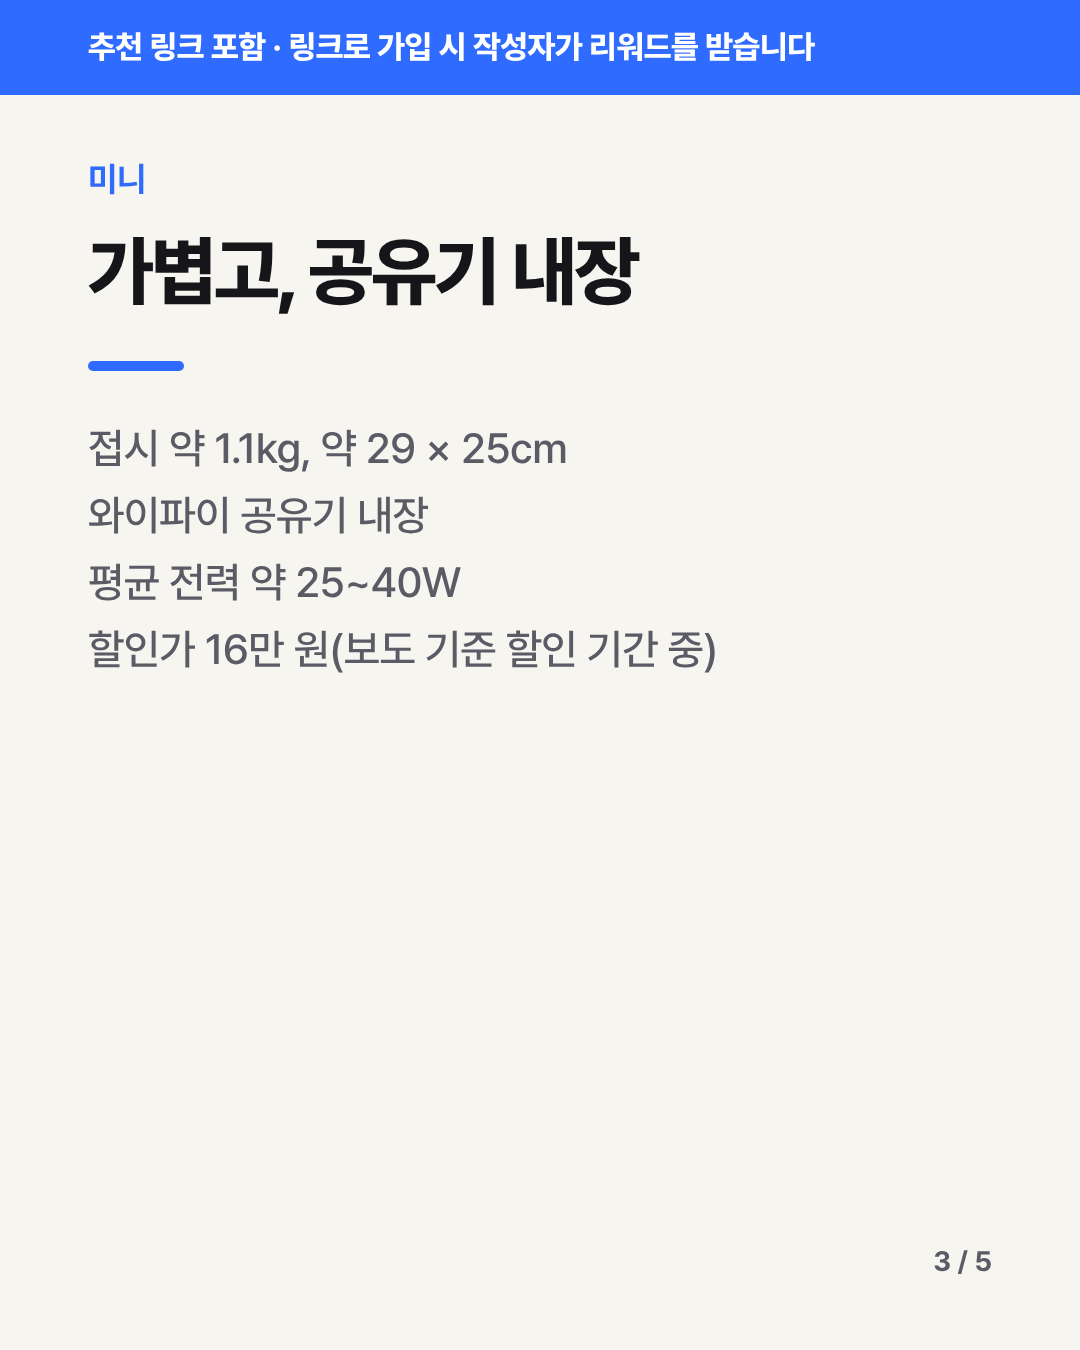 추천 링크 포함 · 링크로 가입 시 작성자가 리워드를 받습니다
미니
가볍고, 공유기 내장
접시 약 1.1kg, 약 29 × 25cm
와이파이 공유기 내장
평균 전력 약 25~40W
할인가 16만 원(보도 기준 할인 기간 중)
3 / 5